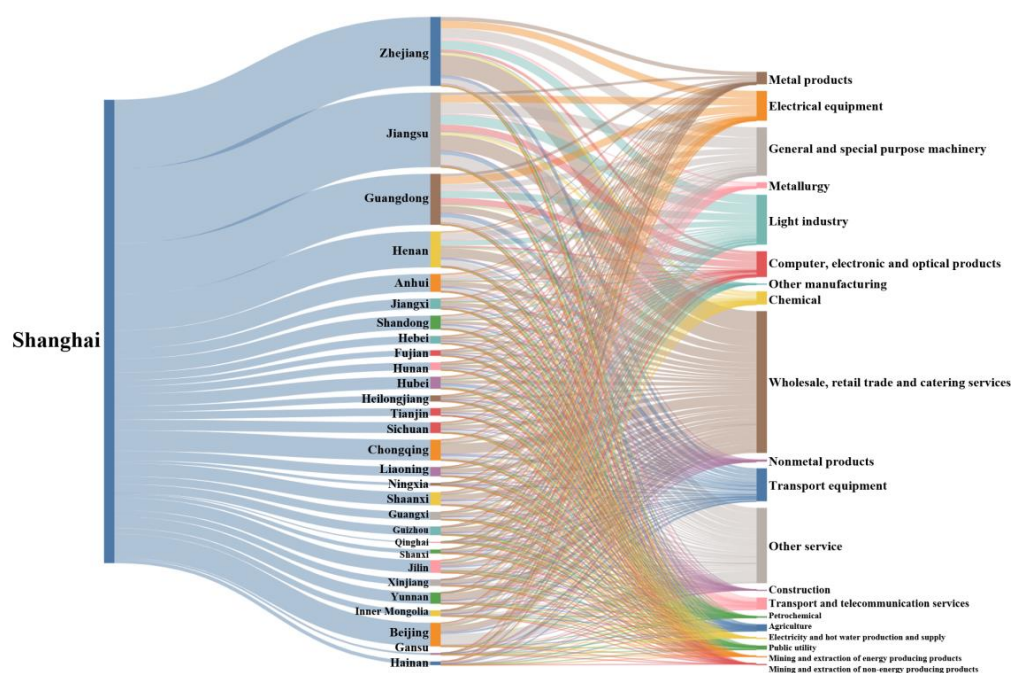 Shanghai
Zhejiang
Jiangsu
Guangdong
Henan
Anhui
Jiangxi
Shandong
Hebei
Fujian
Hunan
Hubei
Heilongjiang
Tianjin
Sichuan
Chongqing
Liaoning
Ningxia
Shaanxi
Guangxi
Guizhou
Qinghai
Shanxi
Jilin
Xinjiang
Yunnan
Inner Mongolia
Beijing
Gansu
Hainan
Metal products
Electrical equipment
General and special purpose machinery
Metallurgy
Light industry
Computer, electronic and optical products
Other manufacturing
Chemical
Wholesale, retail trade and catering services
Nonmetal products
Transport equipment
Other service
Construction
Transport and telecommunication services
Petrochemical
Agriculture
Electricity and hot water production and supply
Public utility
Mining and extraction of energy producing products
Mining and extraction of non-energy producing products